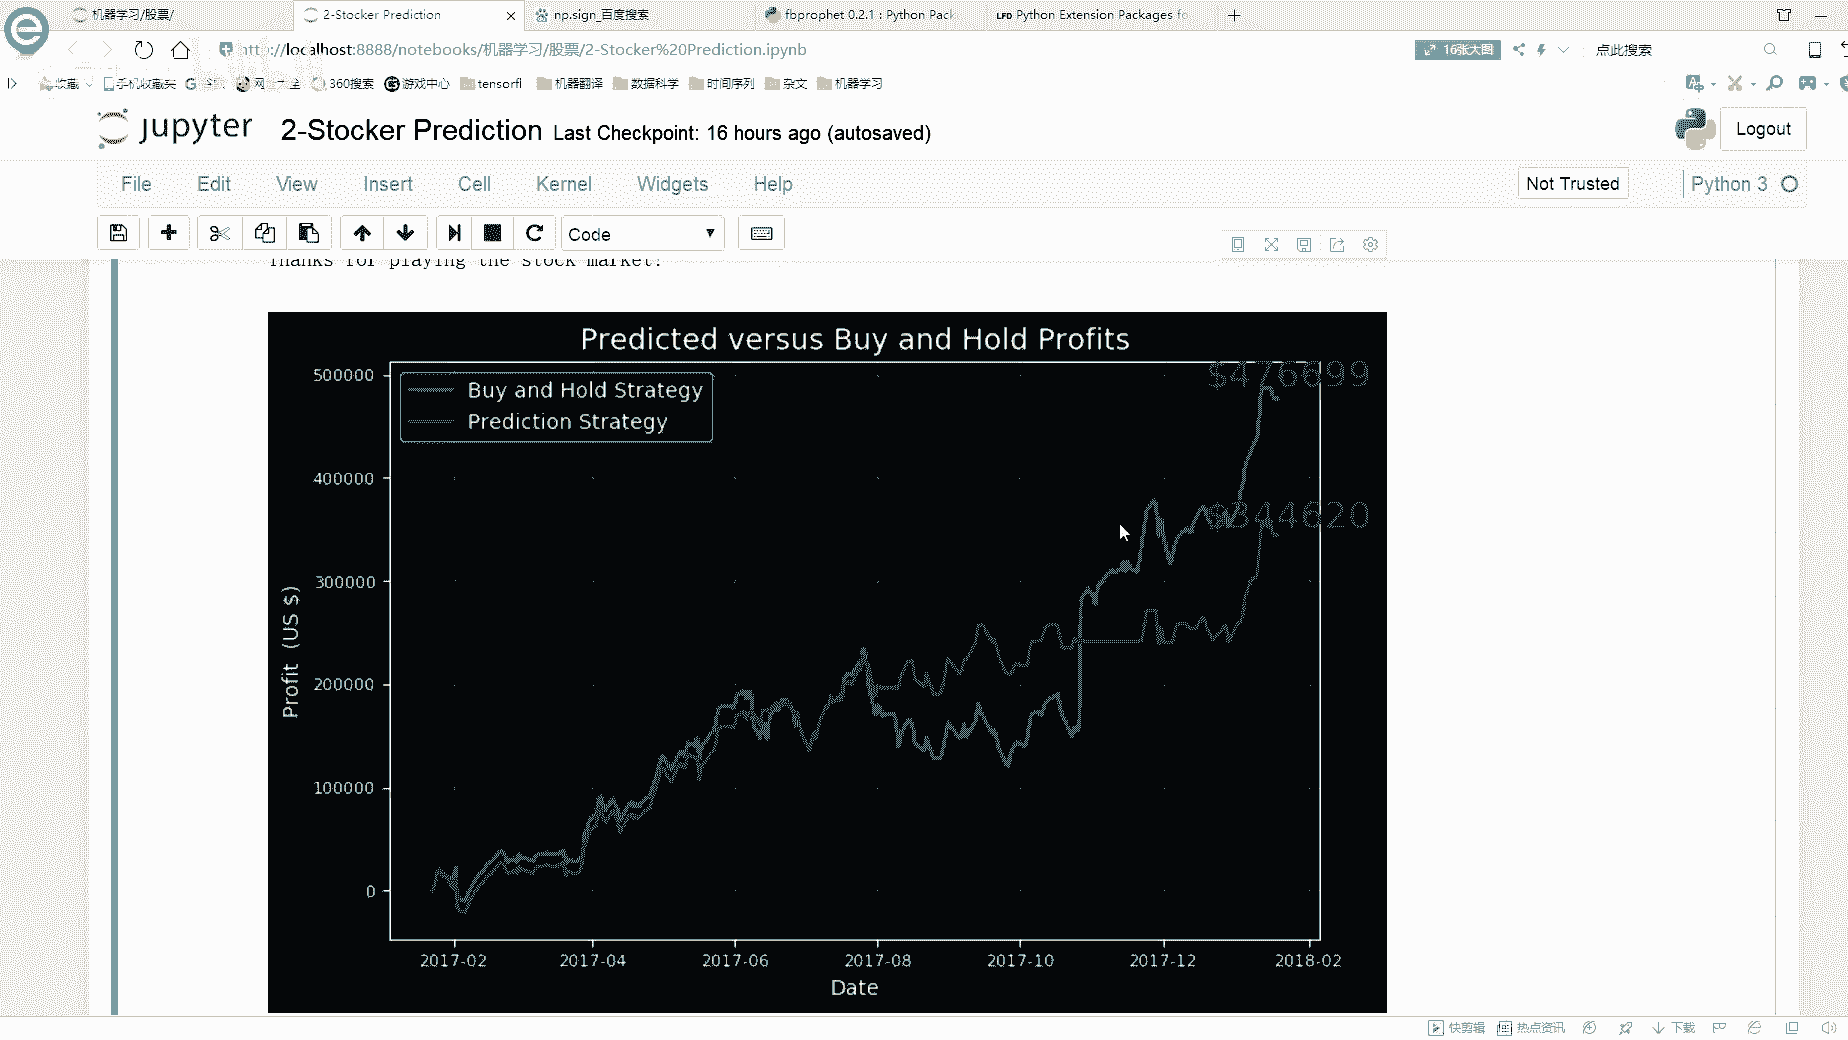 机器学习/股票/
2-Stocker Prediction
np.sign_百度搜索
fbprophet 0.2.1 : Python Pack
LFD Python Extension Packages fo
http://localhost:8888/notebooks/机器学习/股票/2-Stocker%20Prediction.ipynb
16张大图
点此搜索
收藏
手机收藏夹
网址大全
360搜索
游戏中心
tensorfl
机器翻译
数据科学
时间序列
杂文
机器学习
jupyter
2-Stocker Prediction Last Checkpoint: 16 hours ago (autosaved)
Logout
File Edit View Insert Cell Kernel Widgets Help
Not Trusted
Python 3
Code
Thanks for playing the stock market!
Predicted versus Buy and Hold Profits
Buy and Hold Strategy
Prediction Strategy
$476699
$344620
500000
400000
300000
200000
100000
0
Profit (US $)
2017-02 2017-04 2017-06 2017-08 2017-10 2017-12 2018-02
Date
快剪辑
热点资讯
下载